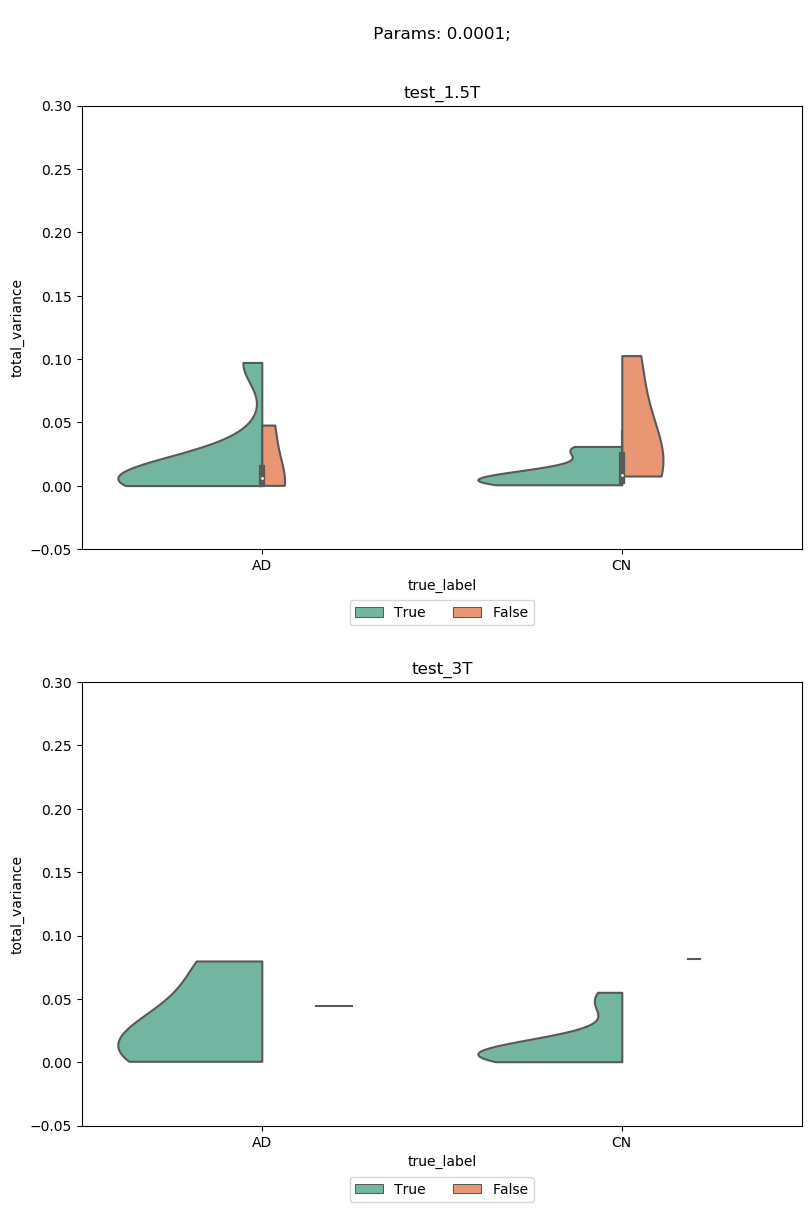 Params: 0.0001;
test_1.5T
0.30
0.25
0.20
0.15
0.10
0.05
0.00
−0.05
total_variance
AD CN
true_label
True False
test_3T
0.30
0.25
0.20
0.15
0.10
0.05
0.00
−0.05
total_variance
AD CN
true_label
True False